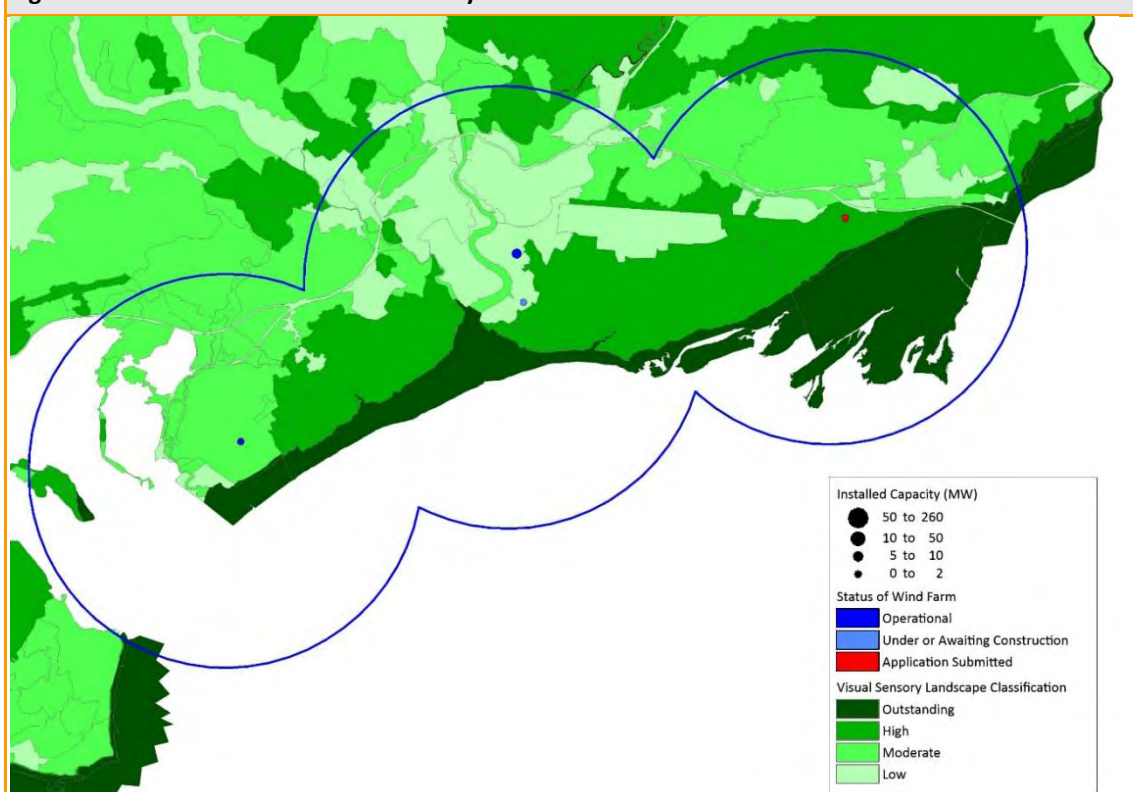 Installed Capacity (MW)
50 to 260
10 to 50
5 to 10
0 to 2
Status of Wind Farm
Operational
Under or Awaiting Construction
Application Submitted
Visual Sensory Landscape Classification
Outstanding
High
Moderate
Low